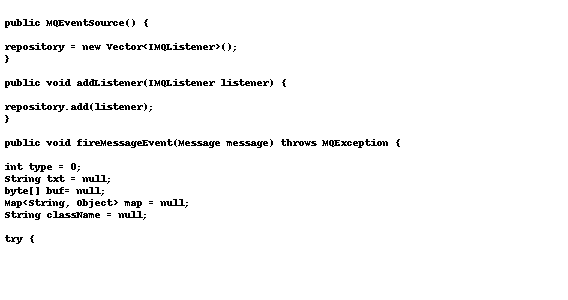 public MQEventSource() {
repository = new Vector<IMQListener>();
}
public void addListener(IMQListener listener) {
repository.add(listener);
}
public void fireMessageEvent(Message message) throws MQException {
int type = 0;
String txt = null;
byte[] buf= null;
Map<String, Object> map = null;
String className = null;
try {